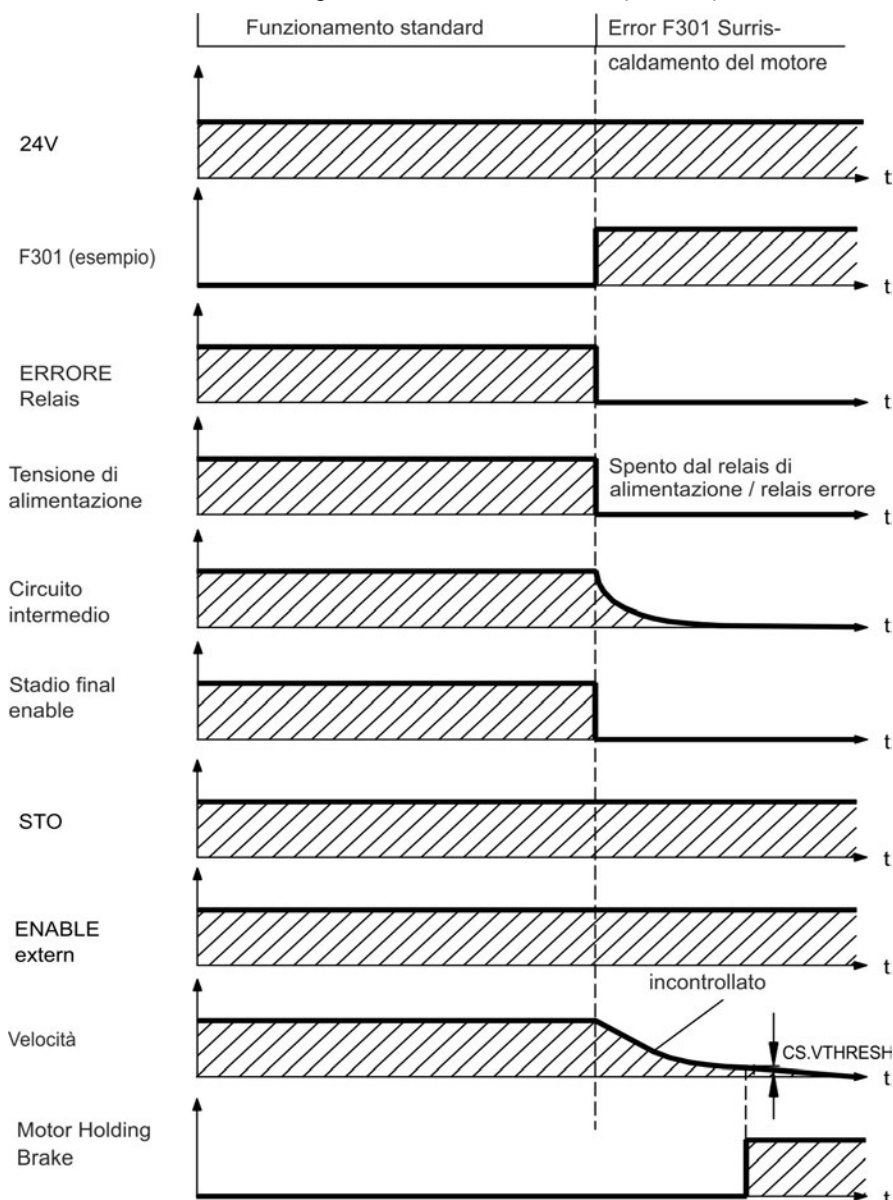 Funzionamento standard
Error F301 Surris-
caldamento del motore
24V
t
F301 (esempio)
t
ERRORE
Relais
t
Tensione di
alimentazione
Spento dal relais di
alimentazione / relais errore
t
Circuito
intermedio
t
Stadio final
enable
t
STO
t
ENABLE
extern
t
incontrollato
Velocità
CS.VTHRESH
t
Motor Holding
Brake
t